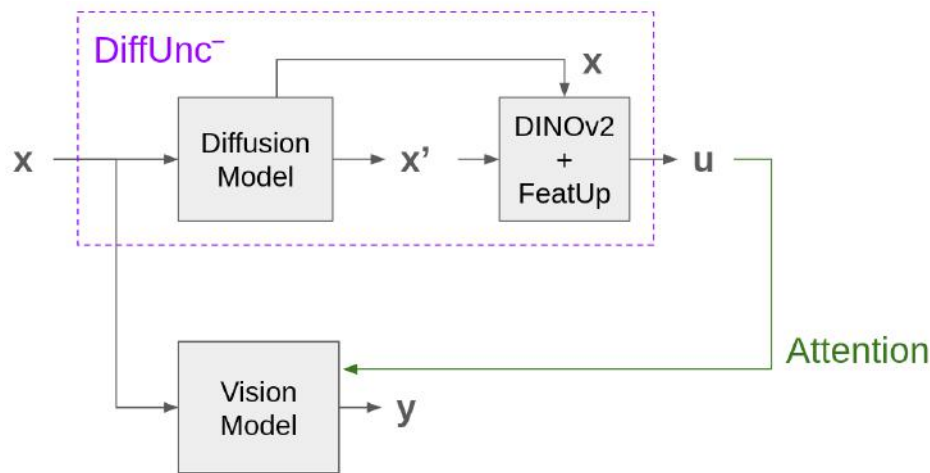 DiffUnc⁻
x
Diffusion
Model
x’
x
DINOv2
+
FeatUp
u
Attention
Vision
Model
y